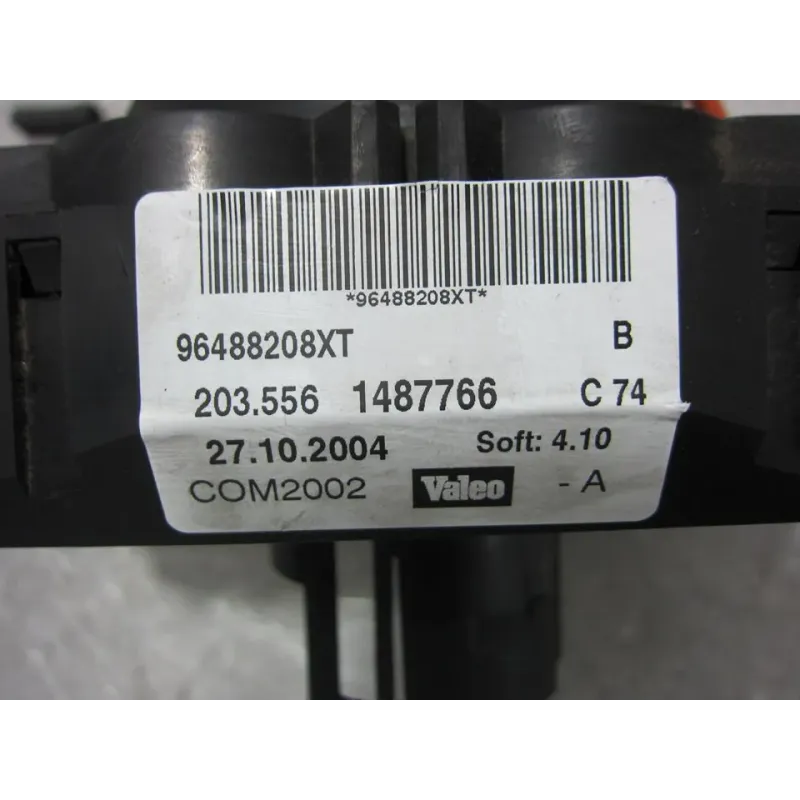 *96488208XT*
96488208XT B
203.556 1487766 C 74
27.10.2004 Soft: 4.10
COM2002 Valeo - A